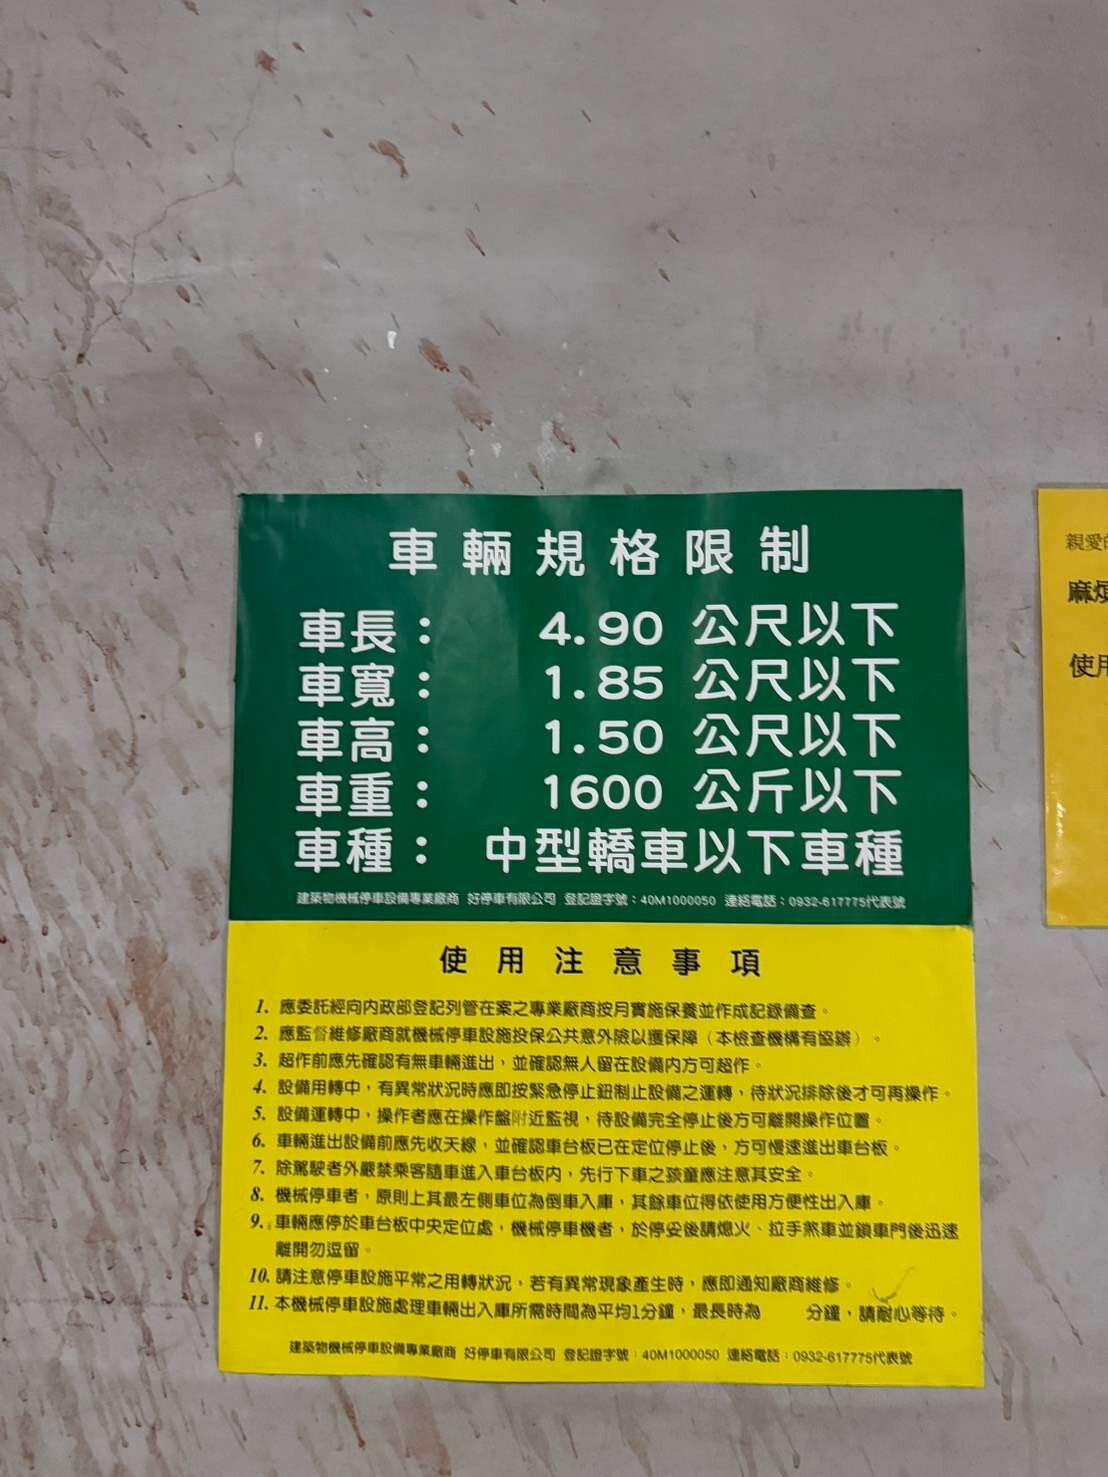 車輛規格限制
車長： 4.90 公尺以下
車寬： 1.85 公尺以下
車高： 1.50 公尺以下
車重： 1600 公斤以下
車種： 中型轎車以下車種
建築物機械停車設備專業廠商 好停車有限公司 登記證字號：40M1000050 連絡電話：0932-617775代表號
使用注意事項
1. 應委託經向內政部登記列管在案之專業廠商按月實施保養並作成記錄備查。
2. 應監督維修廠商就機械停車設施投保公共意外險以獲保障（本檢查機構有協辦）。
3. 超作前應先確認有無車輛進出，並確認無人留在設備內方可超作。
4. 設備用轉中，有異常狀況時應即按緊急停止鈕制止設備之運轉，待狀況排除後才可再操作。
5. 設備運轉中，操作者應在操作盤附近監視，待設備完全停止後方可離開操作位置。
6. 車輛進出設備前應先收天線，並確認車台板已在定位停止後，方可慢速進出車台板。
7. 除駕駛者外嚴禁乘客隨車進入車台板內，先行下車之孩童應注意其安全。
8. 機械停車者，原則上其最左側車位為倒車入庫，其餘車位得依使用方便性出入庫。
9. 車輛應停於車台板中央定位處，機械停車機者，於停妥後請熄火、拉手煞車並鎖車門後迅速
離開勿逗留。
10. 請注意停車設施平常之用轉狀況，若有異常現象產生時，應即通知廠商維修。
11. 本機械停車設施處理車輛出入庫所需時間為平均1分鐘，最長時為 分鐘，請耐心等待。
建築物機械停車設備專業廠商 好停車有限公司 登記證字號：40M1000050 連絡電話：0932-617775代表號
親愛
麻煩
使用